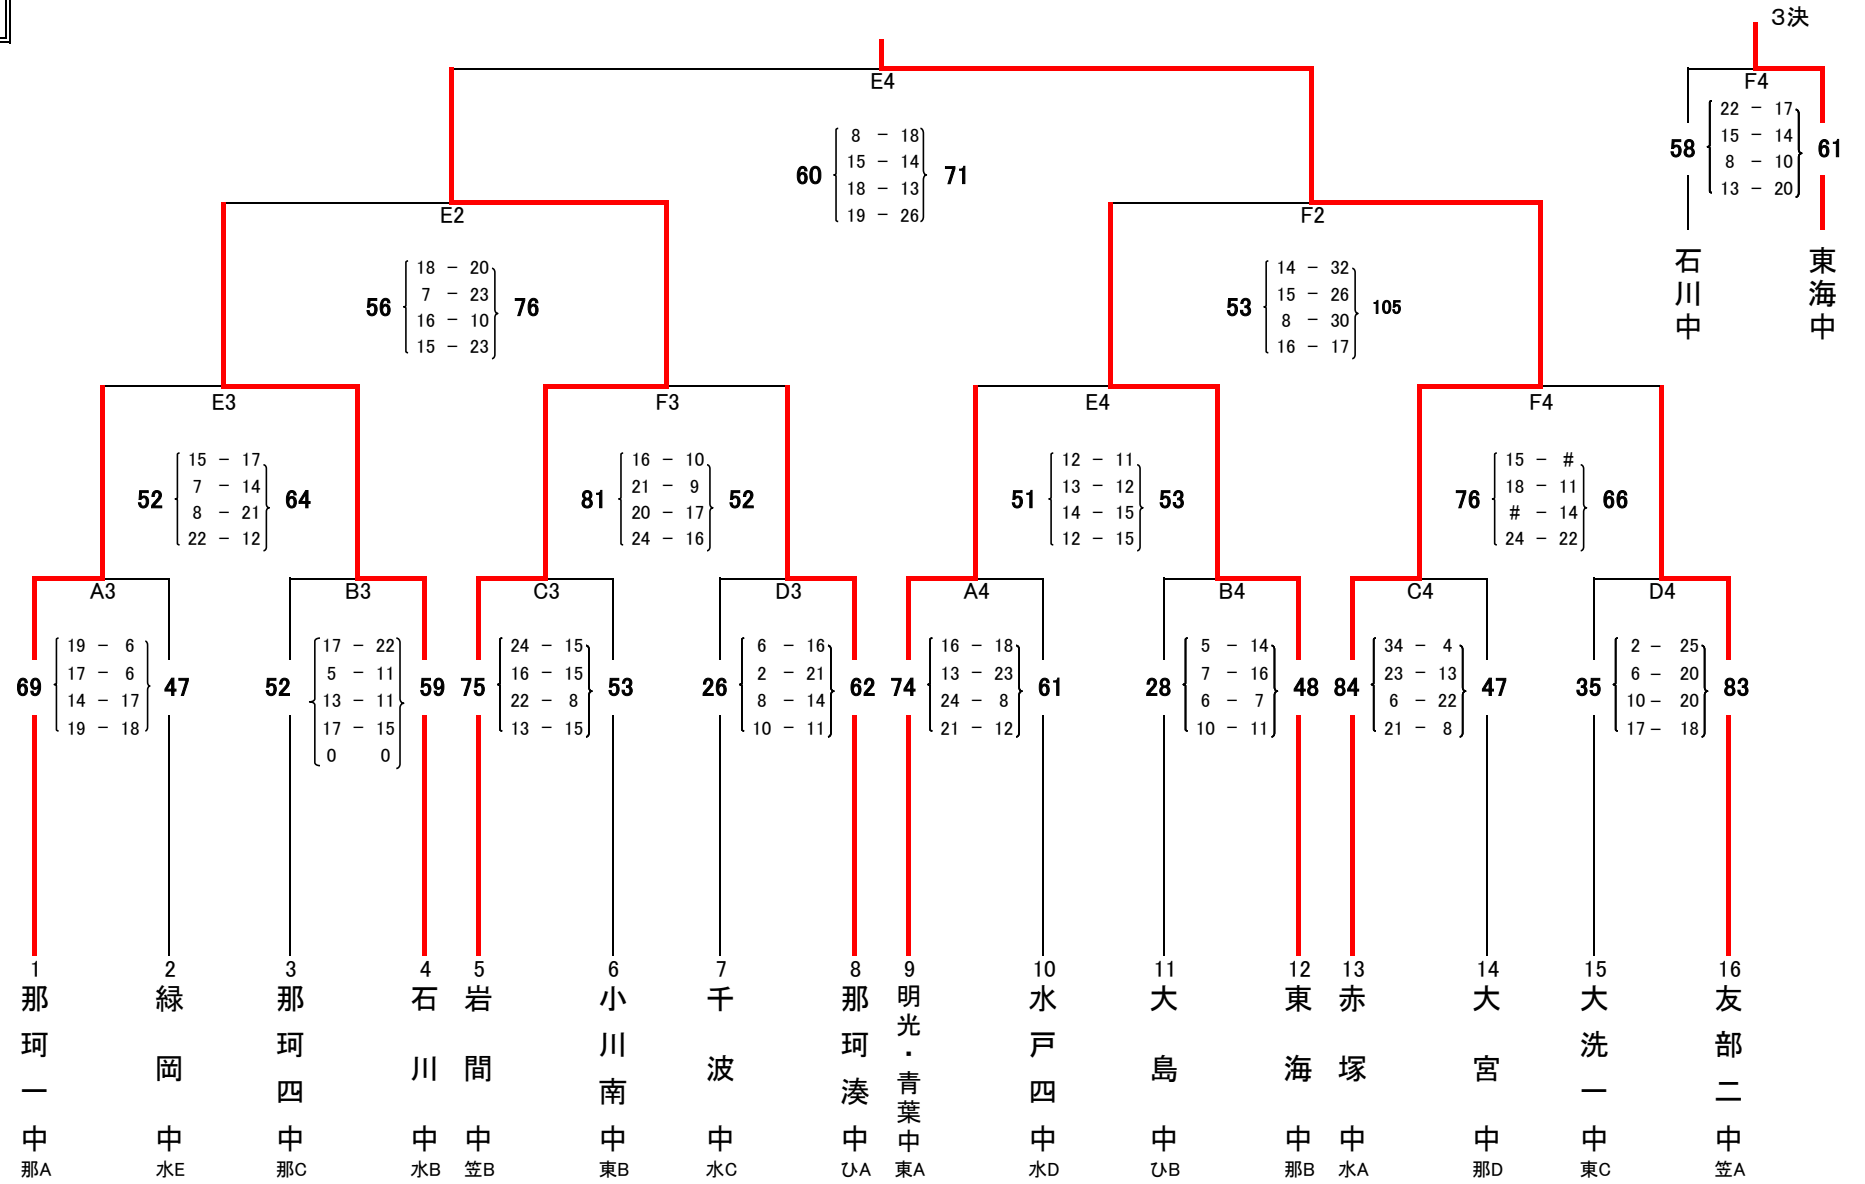 ３決
E4
F4
8 － 18
15 － 14
18 － 13
19 － 26
60
71
22 － 17
15 － 14
8 － 10
13 － 20
58
61
石川中
東海中
E2
F2
18 － 20
7 － 23
16 － 10
15 － 23
56
76
14 － 32
15 － 26
8 － 30
16 － 17
53
105
E3
F3
E4
F4
15 － 17
7 － 14
8 － 21
22 － 12
52
64
16 － 10
21 － 9
20 － 17
24 － 16
81
52
12 － 11
13 － 12
14 － 15
12 － 15
51
53
15 － #
18 － 11
# － 14
24 － 22
76
66
A3
B3
C3
D3
A4
B4
C4
D4
19 － 6
17 － 6
14 － 17
19 － 18
69
47
17 － 22
5 － 11
13 － 11
17 － 15
0 0
52
59
24 － 15
16 － 15
22 － 8
13 － 15
75
53
6 － 16
2 － 21
8 － 14
10 － 11
26
62
16 － 18
13 － 23
24 － 8
21 － 12
74
61
5 － 14
7 － 16
6 － 7
10 － 11
28
48
34 － 4
23 － 13
6 － 22
21 － 8
84
47
2 － 25
6 － 20
10 － 20
17 － 18
35
83
1
那珂一中
那A
2
緑岡中
水E
3
那珂四中
那C
4
石川中
水B
5
岩間中
笠B
6
小川南中
東B
7
千波中
水C
8
那珂湊中
ひA
9
明光・青葉中
東A
10
水戸四中
水D
11
大島中
ひB
12
東海中
那B
13
赤塚中
水A
14
大宮中
那D
15
大洗一中
東C
16
友部二中
笠A